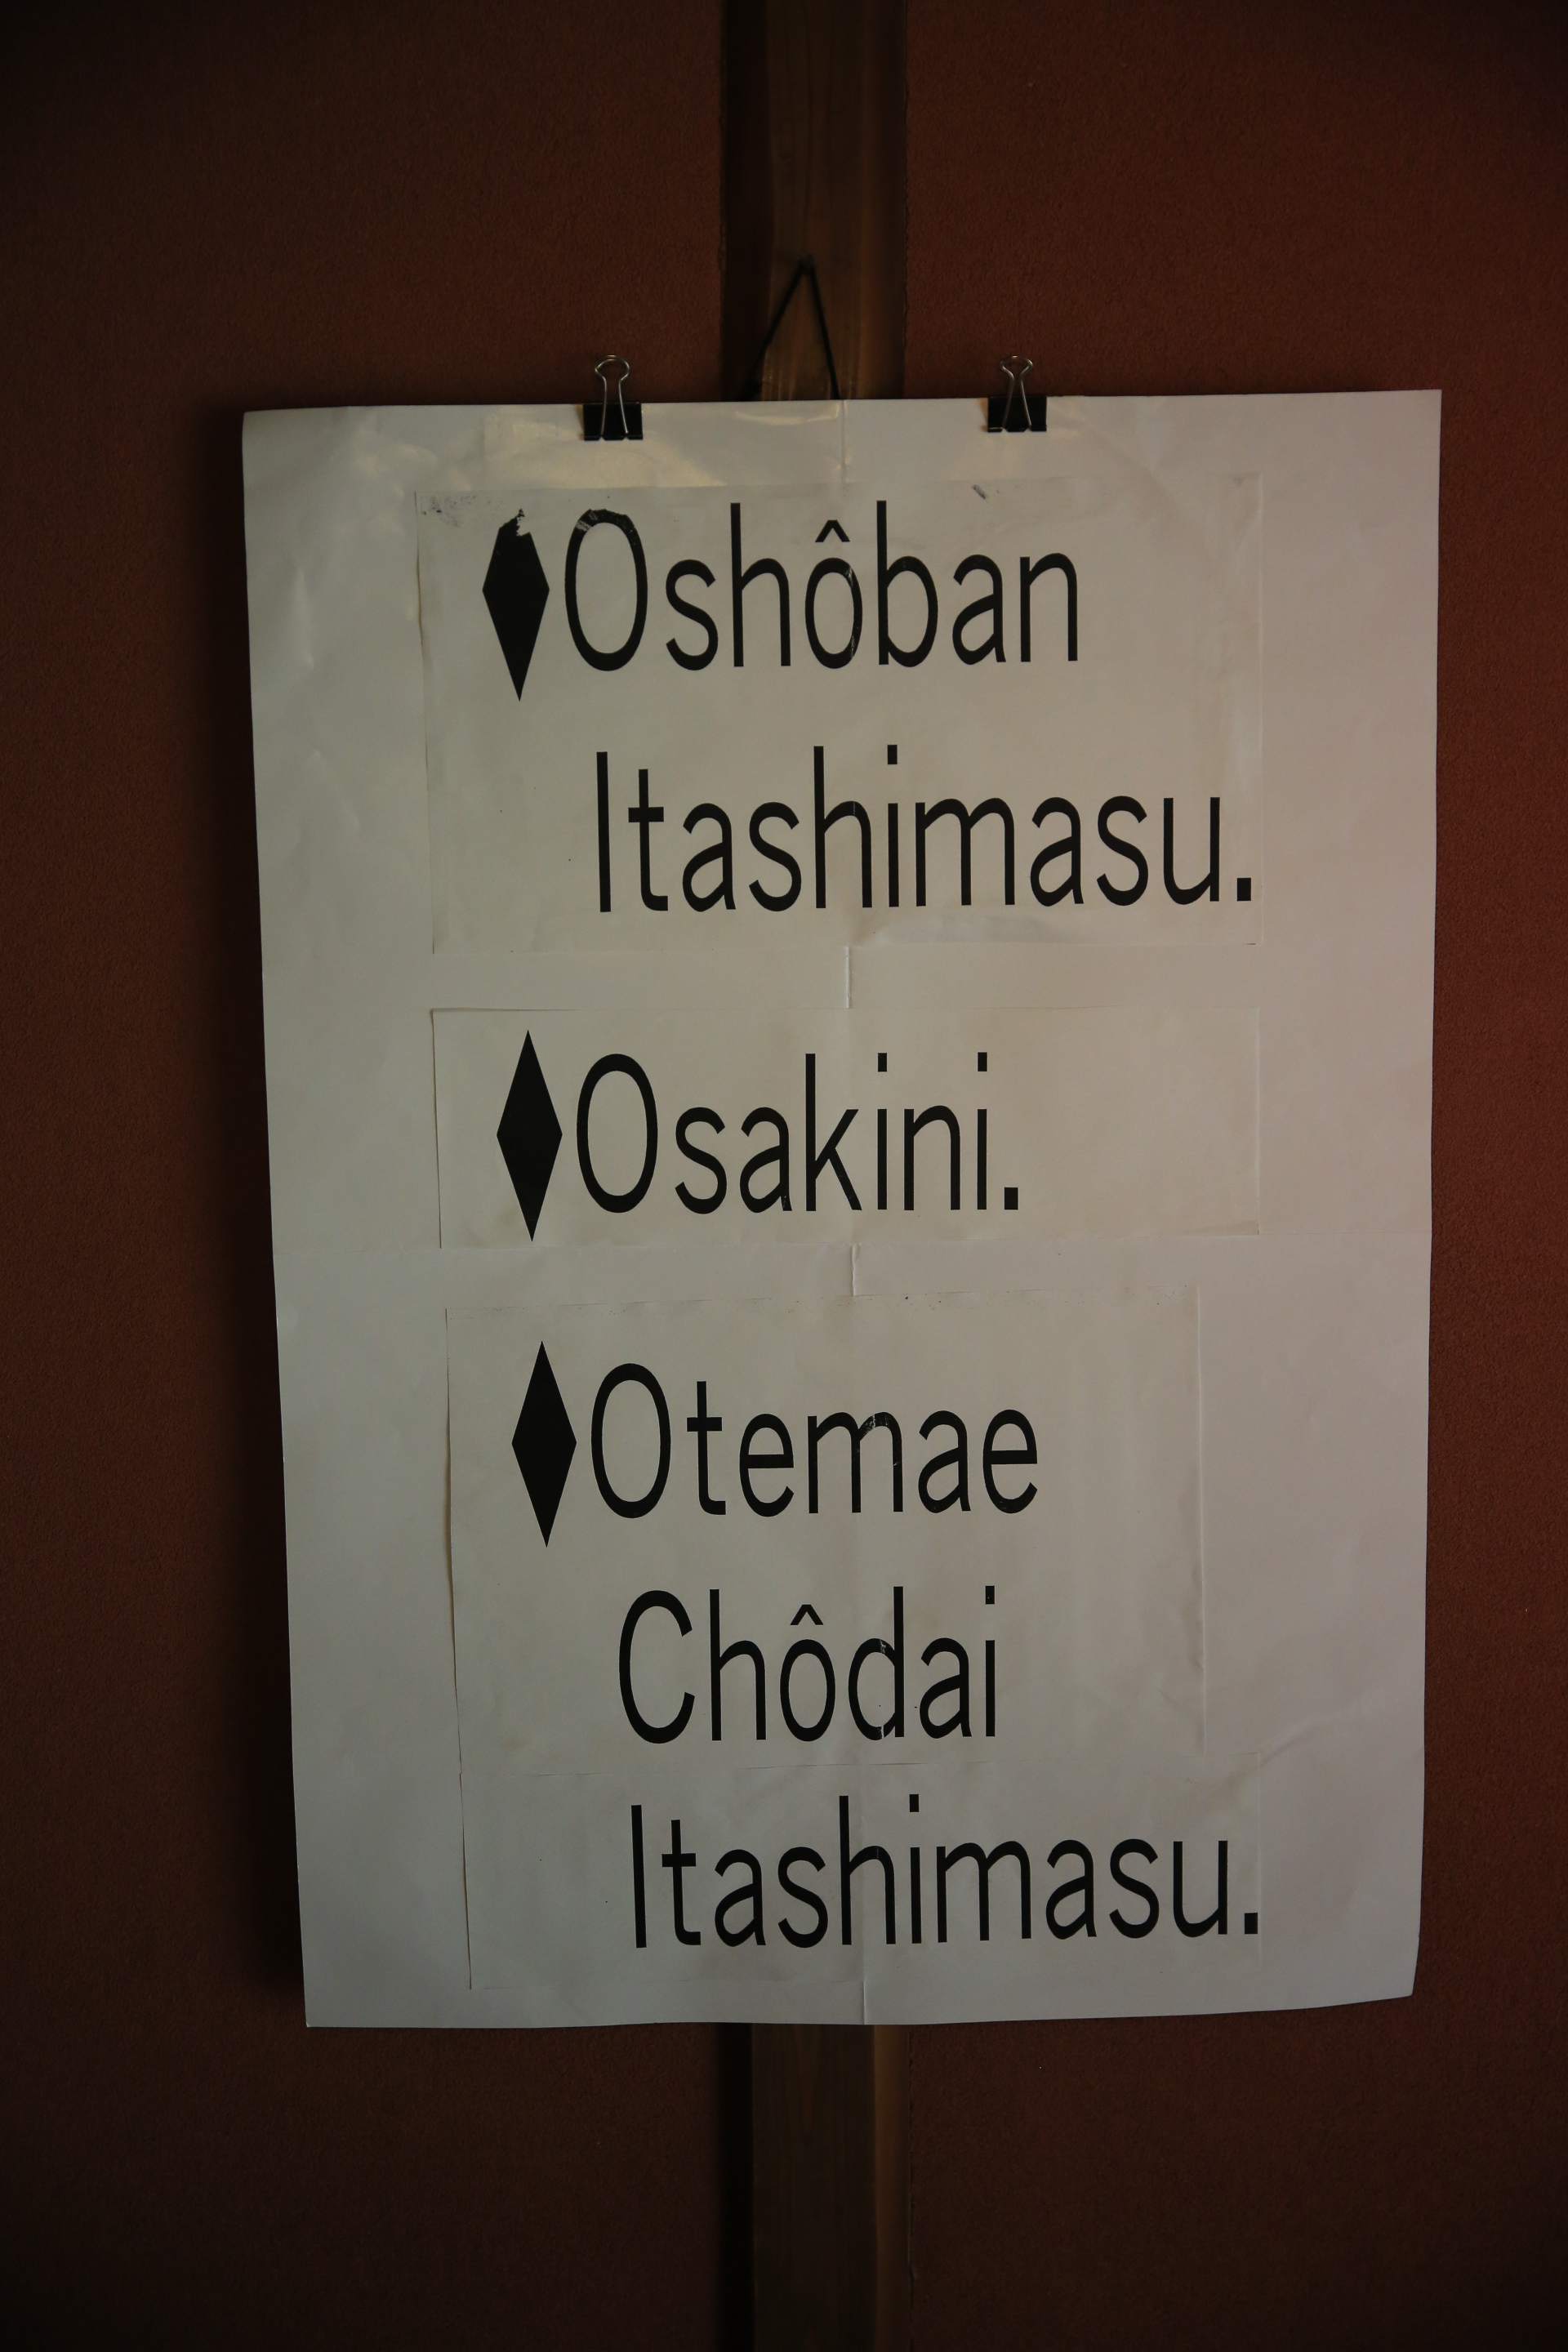 ♦Oshôban
Itashimasu.
♦Osakini.
♦Otemae
Chôdai
Itashimasu.